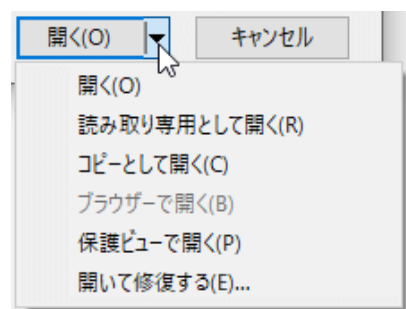 開く(O) キャンセル
開く(O)
読み取り専用として開く(R)
コピーとして開く(C)
ブラウザーで開く(B)
保護ビューで開く(P)
開いて修復する(E)...